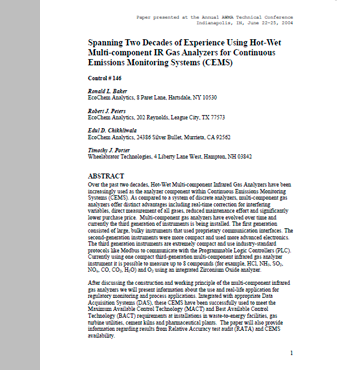 Paper presented at the Annual AWMA Technical Conference
Indianapolis, IN, June 22-25, 2004
Spanning Two Decades of Experience Using Hot-Wet
Multi-component IR Gas Analyzers for Continuous
Emissions Monitoring Systems (CEMS)
Control # 146
Ronald L. Baker
EcoChem Analytics, 8 Paret Lane, Hartsdale, NY 10530
Robert J. Peters
EcoChem Analytics, 202 Reynolds, League City, TX 77573
Edul D. Chikhliwala
EcoChem Analytics, 24386 Silver Bullet, Murrieta, CA 92562
Timothy J. Porter
Wheelabrator Technologies, 4 Liberty Lane West, Hampton, NH 03842
ABSTRACT
Over the past two decades, Hot-Wet Multi-component Infrared Gas Analyzers have been
increasingly used as the analyzer component within Continuous Emissions Monitoring
Systems (CEMS). As compared to a system of discrete analyzers, multi-component gas
analyzers offer distinct advantages including real-time correction for interfering
variables, direct measurement of all gases, reduced maintenance effort and significantly
lower purchase price. Multi-component gas analyzers have evolved over time and
currently the third generation of instruments is being installed. The first generation
consisted of large, bulky instruments that used proprietary communication interfaces. The
second-generation instruments were more compact and used more advanced electronics.
The third generation instruments are extremely compact and use industry-standard
protocols like Modbus to communicate with the Programmable Logic Controllers (PLC).
Currently using one compact third-generation multi-component infrared gas analyzer
instrument it is possible to measure up to 8 components (for example, HCl, NH₃, SO₂,
NOₓ, CO, CO₂, H₂O) and O₂ using an integrated Zirconium Oxide analyzer.
After discussing the construction and working principle of the multi-component infrared
gas analyzers we will present information about the use and real-life application for
regulatory monitoring and process applications. Integrated with appropriate Data
Acquisition Systems (DAS), these CEMS have been successfully used to meet the
Maximum Available Control Technology (MACT) and Best Available Control
Technology (BACT) requirements in installations in waste-to-energy facilities, gas
turbine utilities, cement kilns and pharmaceutical plants. The paper will also provide
information regarding results from Relative Accuracy test audit (RATA) and CEMS
availability.
1